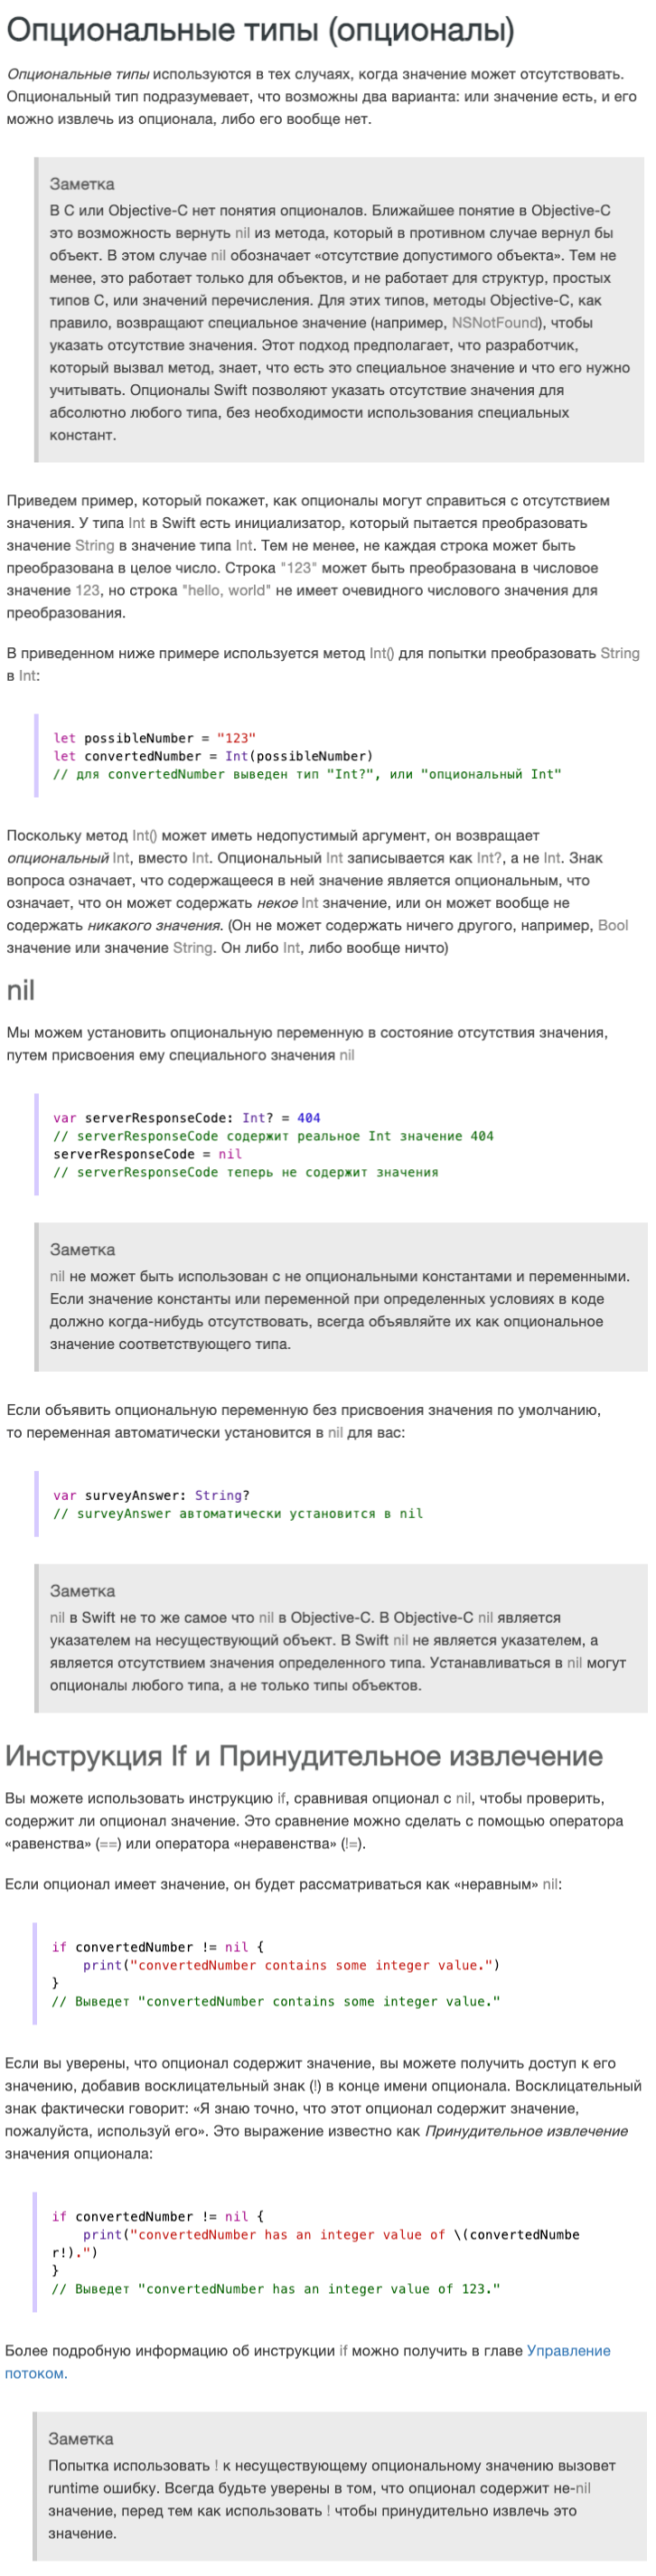 Опциональные типы (опционалы)
Опциональные типы используются в тех случаях, когда значение может отсутствовать.
Опциональный тип подразумевает, что возможны два варианта: или значение есть, и его
можно извлечь из опционала, либо его вообще нет.
Заметка
В C или Objective-C нет понятия опционалов. Ближайшее понятие в Objective-C
это возможность вернуть nil из метода, который в противном случае вернул бы
объект. В этом случае nil обозначает «отсутствие допустимого объекта». Тем не
менее, это работает только для объектов, и не работает для структур, простых
типов C, или значений перечисления. Для этих типов, методы Objective-C, как
правило, возвращают специальное значение (например, NSNotFound), чтобы
указать отсутствие значения. Этот подход предполагает, что разработчик,
который вызвал метод, знает, что есть это специальное значение и что его нужно
учитывать. Опционалы Swift позволяют указать отсутствие значения для
абсолютно любого типа, без необходимости использования специальных
констант.
Приведем пример, который покажет, как опционалы могут справиться с отсутствием
значения. У типа Int в Swift есть инициализатор, который пытается преобразовать
значение String в значение типа Int. Тем не менее, не каждая строка может быть
преобразована в целое число. Строка "123" может быть преобразована в числовое
значение 123, но строка "hello, world" не имеет очевидного числового значения для
преобразования.
В приведенном ниже примере используется метод Int() для попытки преобразовать String
в Int:
let possibleNumber = "123"
let convertedNumber = Int(possibleNumber)
// для convertedNumber выведен тип "Int?", или "опциональный Int"
Поскольку метод Int() может иметь недопустимый аргумент, он возвращает
опциональный Int, вместо Int. Опциональный Int записывается как Int?, а не Int. Знак
вопроса означает, что содержащееся в ней значение является опциональным, что
означает, что он может содержать некое Int значение, или он может вообще не
содержать никакого значения. (Он не может содержать ничего другого, например, Bool
значение или значение String. Он либо Int, либо вообще ничто)
nil
Мы можем установить опциональную переменную в состояние отсутствия значения,
путем присвоения ему специального значения nil
var serverResponseCode: Int? = 404
// serverResponseCode содержит реальное Int значение 404
serverResponseCode = nil
// serverResponseCode теперь не содержит значения
Заметка
nil не может быть использован с не опциональными константами и переменными.
Если значение константы или переменной при определенных условиях в коде
должно когда-нибудь отсутствовать, всегда объявляйте их как опциональное
значение соответствующего типа.
Если объявить опциональную переменную без присвоения значения по умолчанию,
то переменная автоматически установится в nil для вас:
var surveyAnswer: String?
// surveyAnswer автоматически установится в nil
Заметка
nil в Swift не то же самое что nil в Objective-C. В Objective-C nil является
указателем на несуществующий объект. В Swift nil не является указателем, а
является отсутствием значения определенного типа. Устанавливаться в nil могут
опционалы любого типа, а не только типы объектов.
Инструкция If и Принудительное извлечение
Вы можете использовать инструкцию if, сравнивая опционал с nil, чтобы проверить,
содержит ли опционал значение. Это сравнение можно сделать с помощью оператора
«равенства» (==) или оператора «неравенства» (!=).
Если опционал имеет значение, он будет рассматриваться как «неравным» nil:
if convertedNumber != nil {
    print("convertedNumber contains some integer value.")
}
// Выведет "convertedNumber contains some integer value."
Если вы уверены, что опционал содержит значение, вы можете получить доступ к его
значению, добавив восклицательный знак (!) в конце имени опционала. Восклицательный
знак фактически говорит: «Я знаю точно, что этот опционал содержит значение,
пожалуйста, используй его». Это выражение известно как Принудительное извлечение
значения опционала:
if convertedNumber != nil {
    print("convertedNumber has an integer value of \(convertedNumbe
r!).")
}
// Выведет "convertedNumber has an integer value of 123."
Более подробную информацию об инструкции if можно получить в главе Управление
потоком.
Заметка
Попытка использовать ! к несуществующему опциональному значению вызовет
runtime ошибку. Всегда будьте уверены в том, что опционал содержит не-nil
значение, перед тем как использовать ! чтобы принудительно извлечь это
значение.